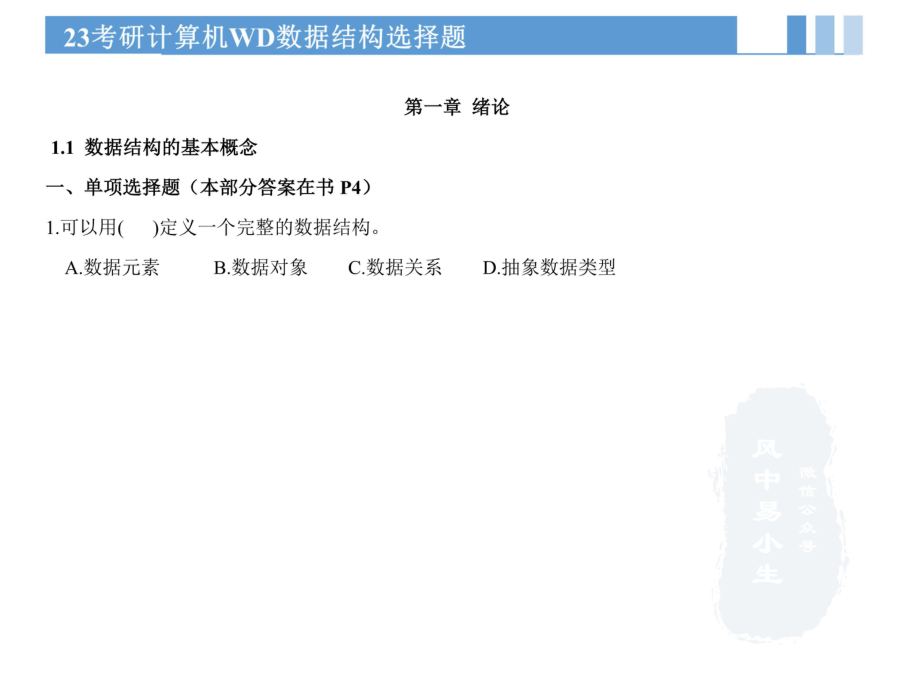 23考研计算机WD数据结构选择题
第一章 绪论
1.1 数据结构的基本概念
一、单项选择题（本部分答案在书 P4）
1.可以用( )定义一个完整的数据结构。
A.数据元素 B.数据对象 C.数据关系 D.抽象数据类型
微信公众号
风中易小生